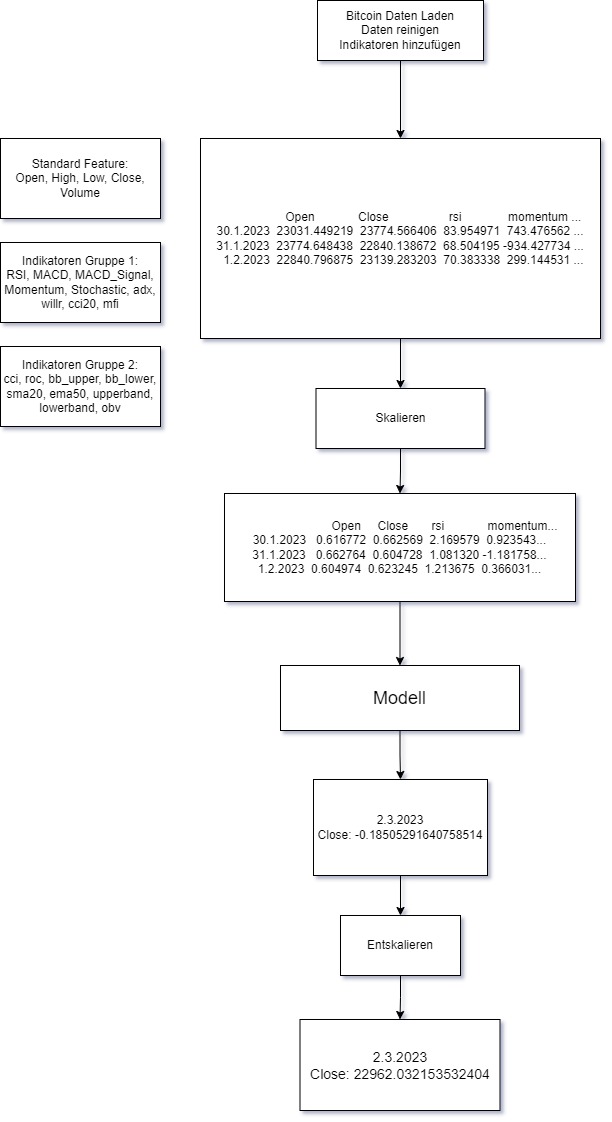 Bitcoin Daten Laden
Daten reinigen
Indikatoren hinzufügen
Standard Feature:
Open, High, Low, Close,
Volume
Indikatoren Gruppe 1:
RSI, MACD, MACD_Signal,
Momentum, Stochastic, adx,
willr, cci20, mfi
Indikatoren Gruppe 2:
cci, roc, bb_upper, bb_lower,
sma20, ema50, upperband,
lowerband, obv
Open Close rsi momentum ...
30.1.2023 23031.449219 23774.566406 83.954971 743.476562 ...
31.1.2023 23774.648438 22840.138672 68.504195 -934.427734 ...
1.2.2023 22840.796875 23139.283203 70.383338 299.144531 ...
Skalieren
Open Close rsi momentum...
30.1.2023 0.616772 0.662569 2.169579 0.923543...
31.1.2023 0.662764 0.604728 1.081320 -1.181758...
1.2.2023 0.604974 0.623245 1.213675 0.366031...
Modell
2.3.2023
Close: -0.18505291640758514
Entskalieren
2.3.2023
Close: 22962.032153532404